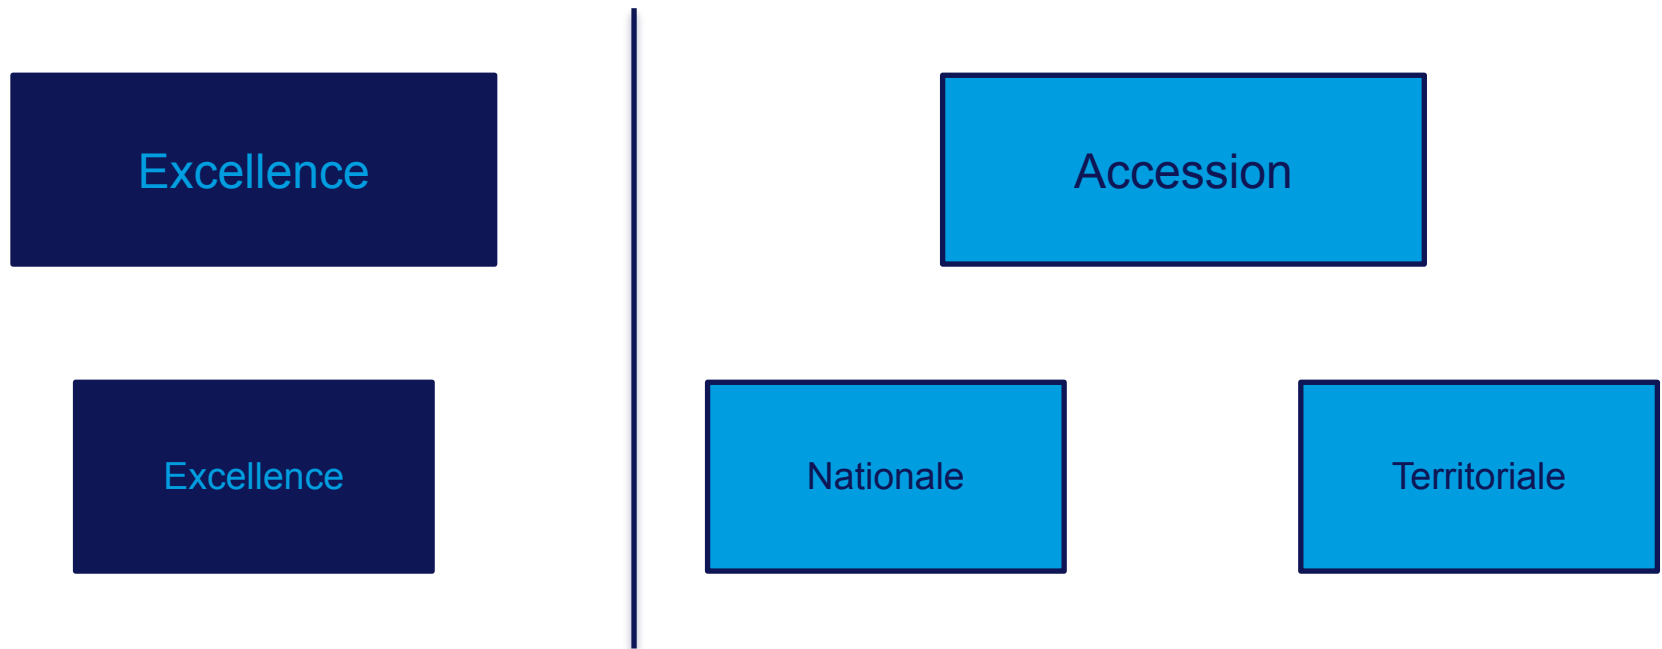 Excellence
Accession
Excellence
Nationale
Territoriale